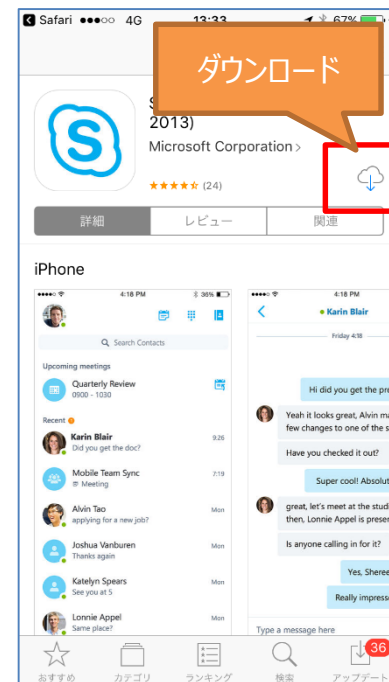 Safari 4G 13:33 67%
ダウンロード
S
2013)
Microsoft Corporation >
(24)
詳細 レビュー 関連
iPhone
4:18 PM 36%
Search Contacts
Upcoming meetings
Quarterly Review
0900 - 1030
Recent
Karin Blair 9:26
Did you get the doc?
Mobile Team Sync 7:19
Meeting
Alvin Tao Mon
applying for a new job?
Joshua Vanburen Mon
Thanks again
Katelyn Spears Mon
See you at 5
Lonnie Appel Mon
Same place?
4:18 PM
Karin Blair
Friday 4:18
Hi did you get the pre
Yeah it looks great, Alvin ma
few changes to one of the s
Have you checked it out?
Super cool! Absolut
great, let's meet at the studi
then, Lonnie Appel is presen
Is anyone calling in for it?
Yes, Sheree
Really impress
Type a message here
36
おすすめ カテゴリ ランキング 検索 アップデート